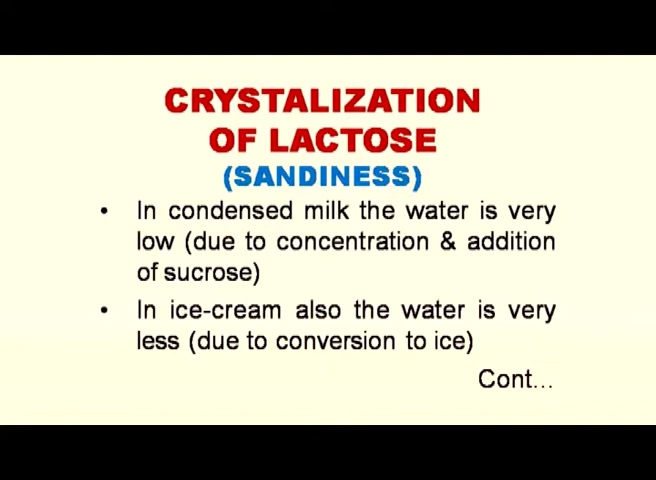 CRYSTALIZATION
OF LACTOSE
(SANDINESS)
• In condensed milk the water is very
low (due to concentration & addition
of sucrose)
• In ice-cream also the water is very
less (due to conversion to ice)
Cont...